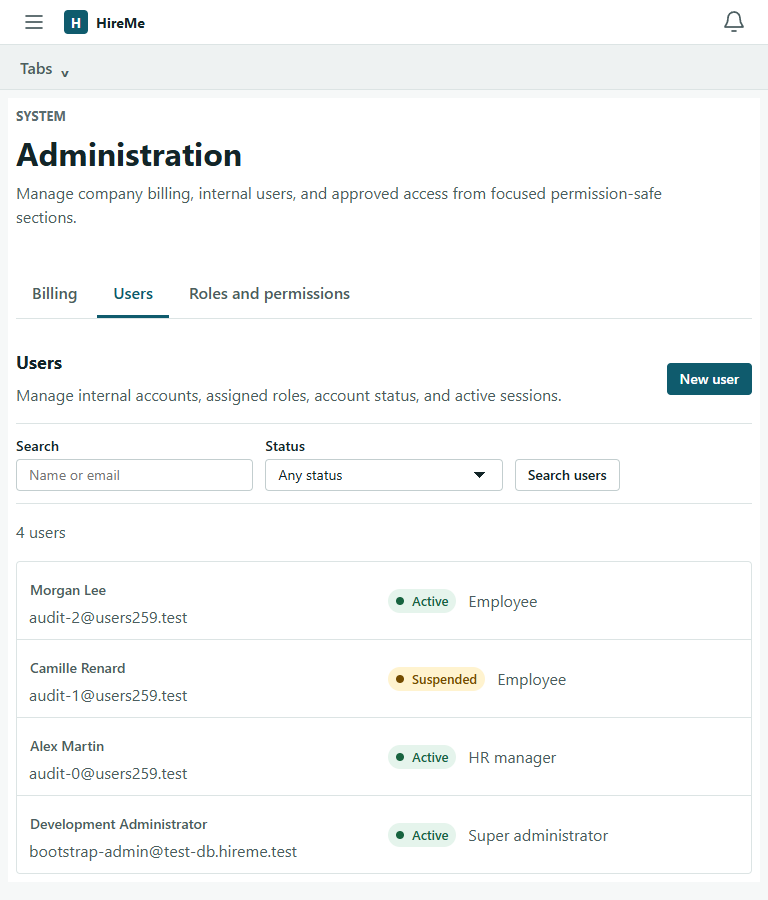 H HireMe
Tabs v
SYSTEM
Administration
Manage company billing, internal users, and approved access from focused permission-safe
sections.
Billing Users Roles and permissions
Users
Manage internal accounts, assigned roles, account status, and active sessions.
New user
Search Status
Name or email Any status Search users
4 users
Morgan Lee
audit-2@users259.test
Active Employee
Camille Renard
audit-1@users259.test
Suspended Employee
Alex Martin
audit-0@users259.test
Active HR manager
Development Administrator
bootstrap-admin@test-db.hireme.test
Active Super administrator